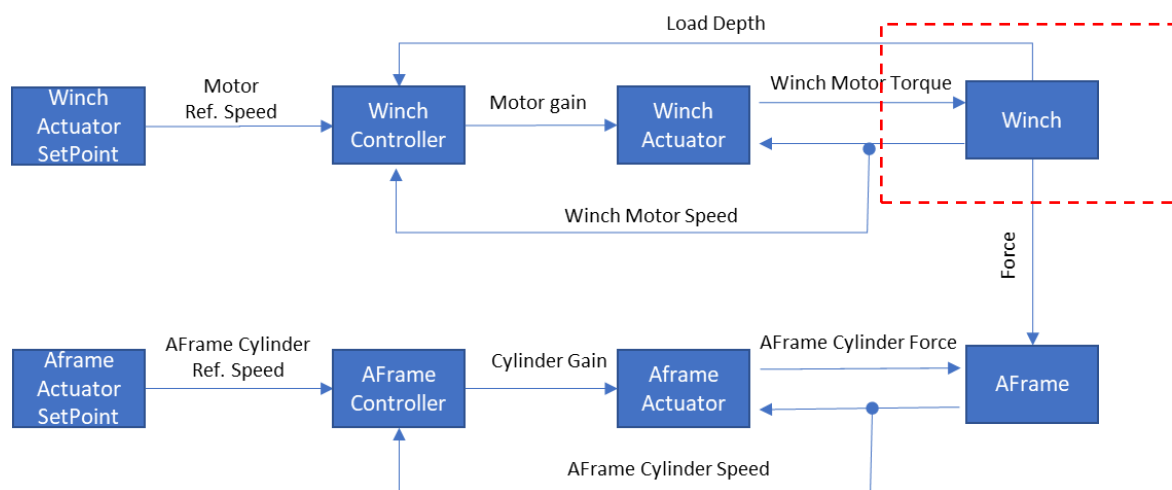 Load Depth
Motor
Ref. Speed
Motor gain
Winch Motor Torque
Winch
Actuator
SetPoint
Winch
Controller
Winch
Actuator
Winch
Winch Motor Speed
Force
AFrame Cylinder
Ref. Speed
Cylinder Gain
AFrame Cylinder Force
Aframe
Actuator
SetPoint
AFrame
Controller
Aframe
Actuator
AFrame
AFrame Cylinder Speed